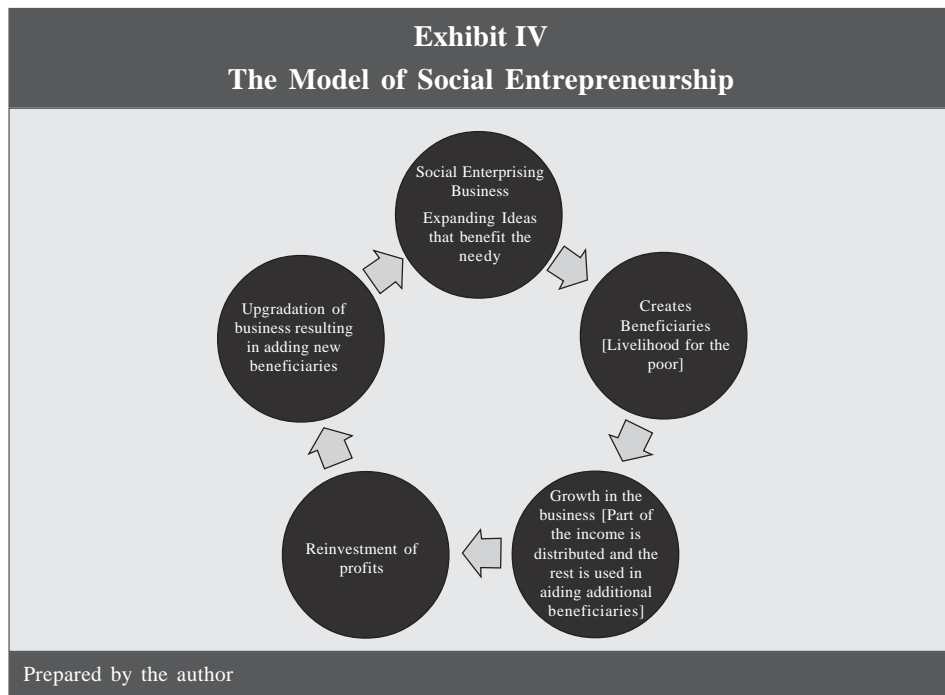 Exhibit IV
The Model of Social Entrepreneurship
Social Enterprising
Business
Expanding Ideas
that benefit the
needy
Creates
Beneficiaries
[Livelihood for the
poor]
Growth in the
business [Part of
the income is
distributed and the
rest is used in
aiding additional
beneficiaries]
Reinvestment of
profits
Upgradation of
business resulting
in adding new
beneficiaries
Prepared by the author